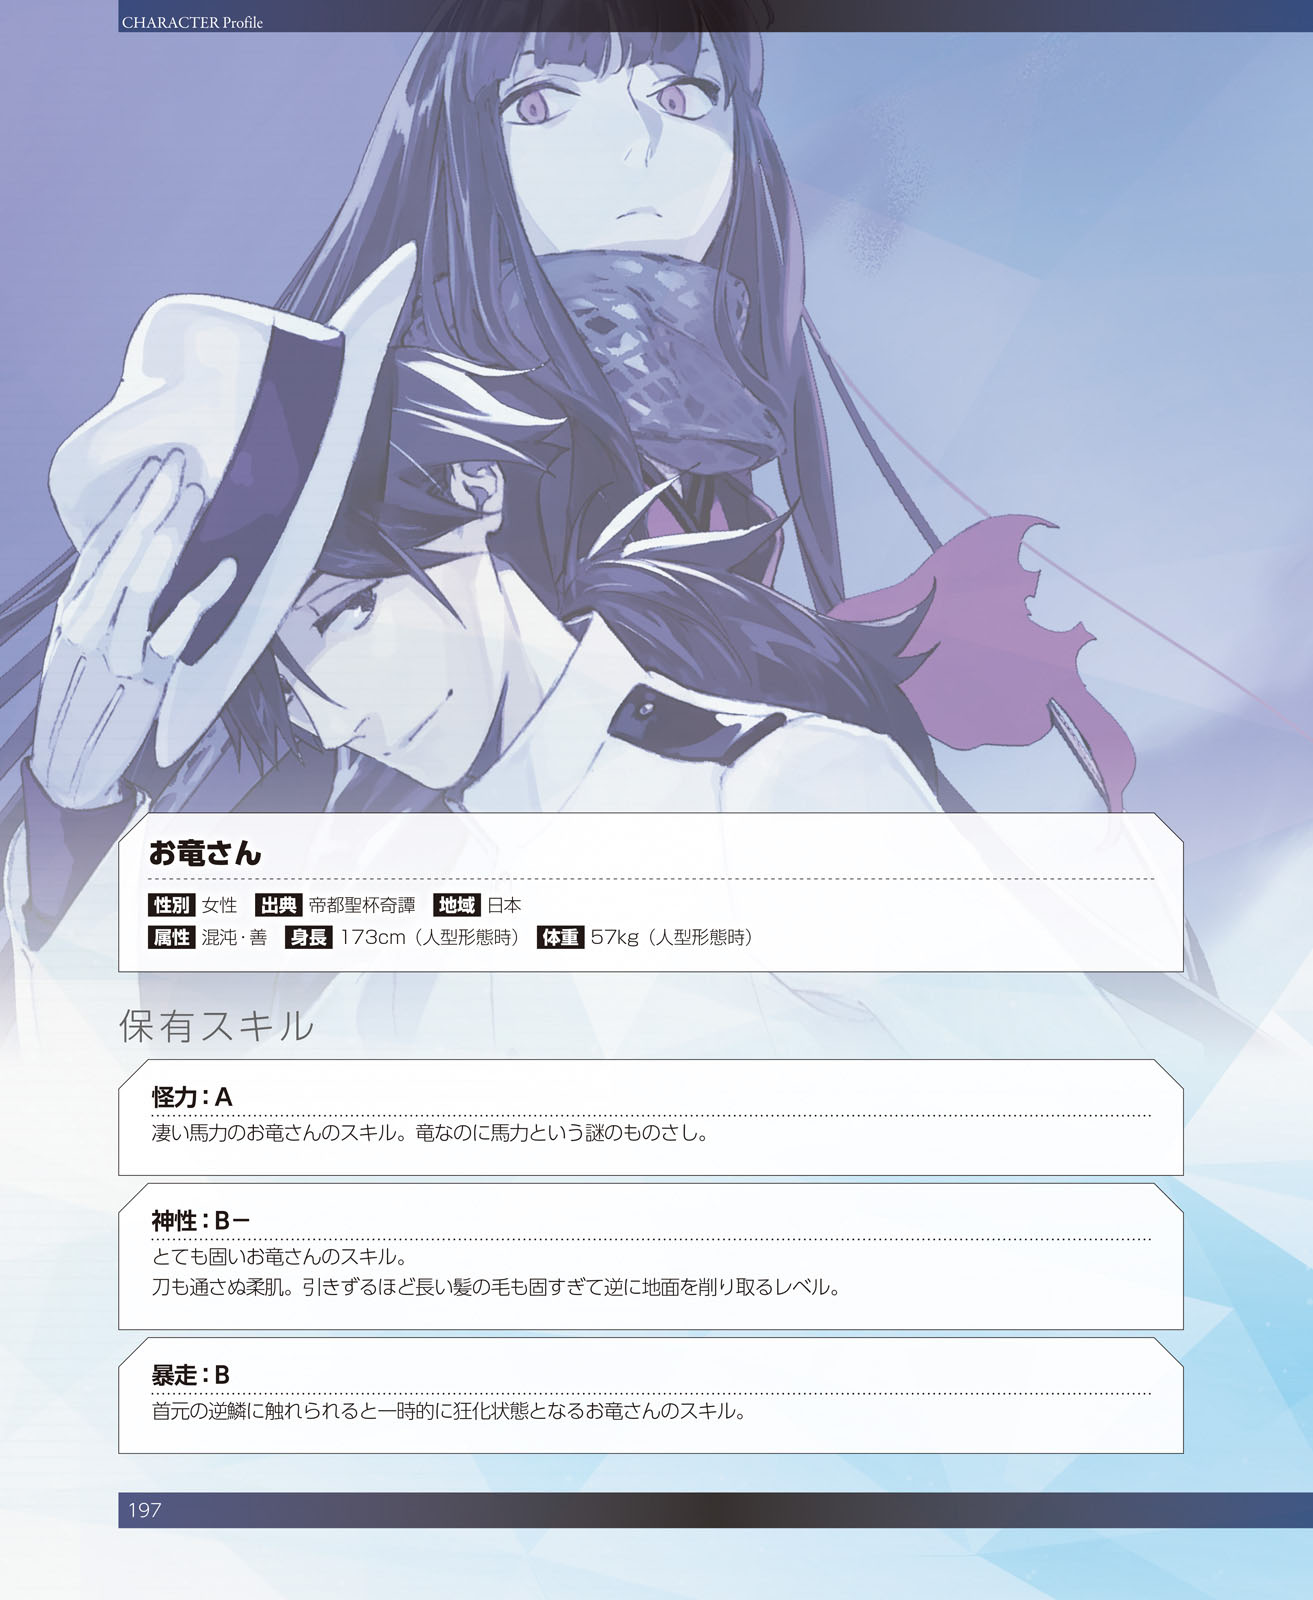 CHARACTER Profile
お竜さん
性別 女性 出典 帝都聖杯奇譚 地域 日本
属性 混沌・善 身長 173cm（人型形態時） 体重 57kg（人型形態時）
保有スキル
怪力：A
凄い馬力のお竜さんのスキル。竜なのに馬力という謎のものさし。
神性：B－
とても固いお竜さんのスキル。
刀も通さぬ柔肌。引きずるほど長い髪の毛も固すぎて逆に地面を削り取るレベル。
暴走：B
首元の逆鱗に触れられると一時的に狂化状態となるお竜さんのスキル。
197